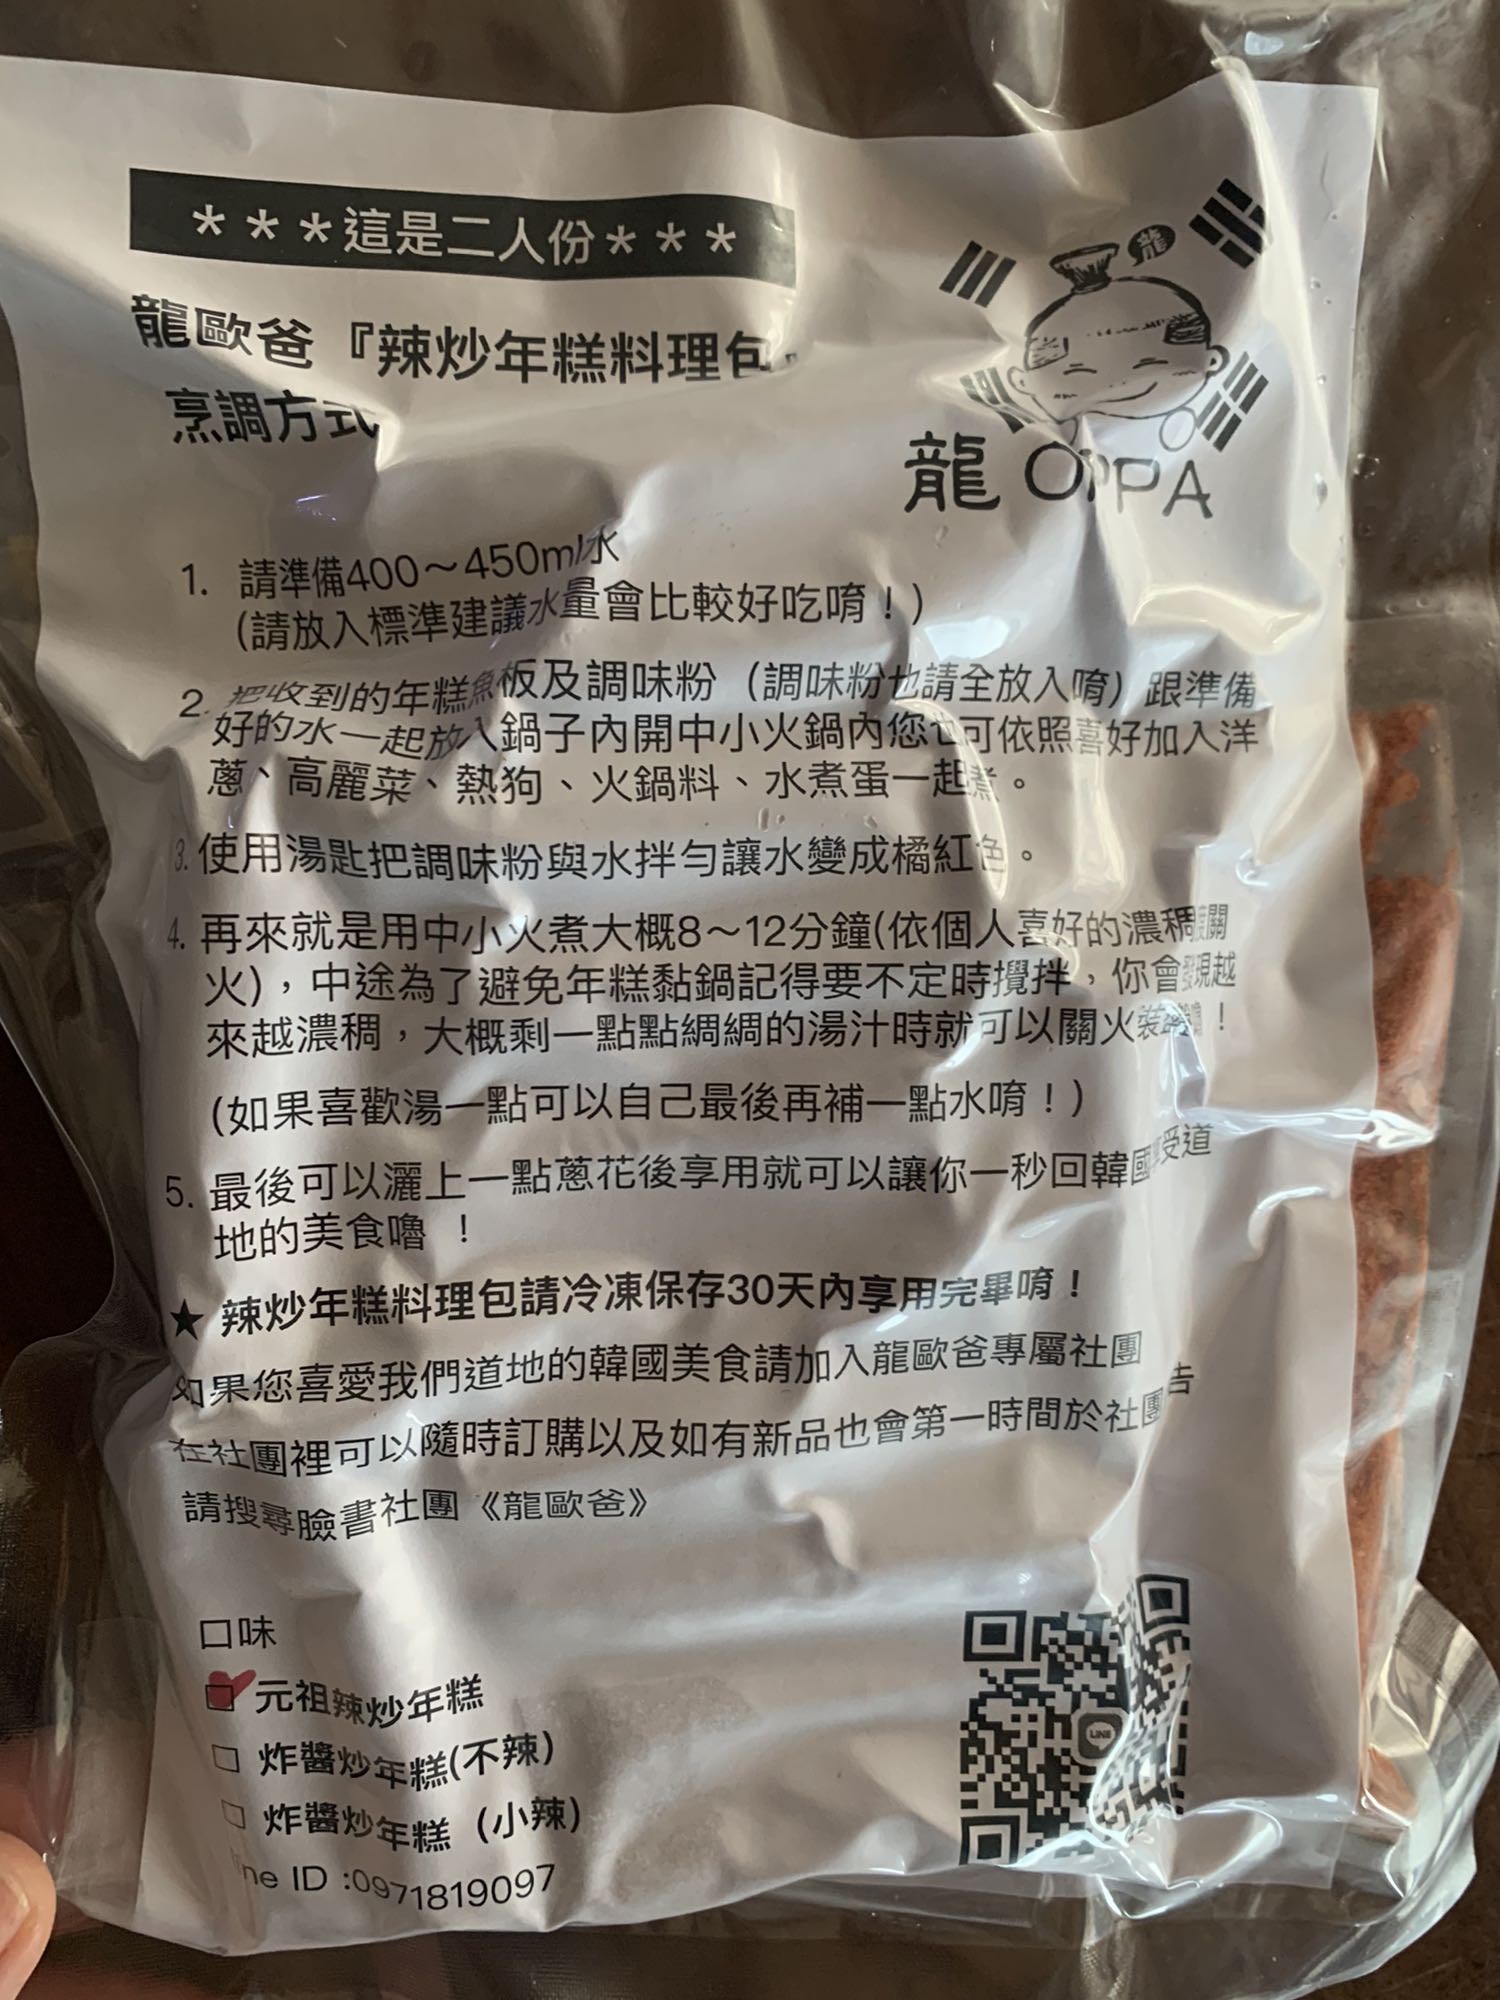 ＊＊＊這是二人份＊＊＊
龍歐爸『辣炒年糕料理包』
烹調方式
龍
龍 OPPA
1. 請準備400～450ml水
(請放入標準建議水量會比較好吃唷！)
2. 把收到的年糕魚板及調味粉（調味粉也請全放入唷）跟準備
好的水一起放入鍋子內開中小火鍋內您也可依照喜好加入洋
蔥、高麗菜、熱狗、火鍋料、水煮蛋一起煮。
3. 使用湯匙把調味粉與水拌勻讓水變成橘紅色。
4. 再來就是用中小火煮大概8～12分鐘(依個人喜好的濃稠度關
火)，中途為了避免年糕黏鍋記得要不定時攪拌，你會發現越
來越濃稠，大概剩一點點綢綢的湯汁時就可以關火裝 ！
(如果喜歡湯一點可以自己最後再補一點水唷！)
5. 最後可以灑上一點蔥花後享用就可以讓你一秒回韓國享受道
地的美食嚕 ！
★ 辣炒年糕料理包請冷凍保存30天內享用完畢唷！
如果您喜愛我們道地的韓國美食請加入龍歐爸專屬社團
在社團裡可以隨時訂購以及如有新品也會第一時間於社團 告
請搜尋臉書社團《龍歐爸》
口味
元祖辣炒年糕
□ 炸醬炒年糕(不辣)
□ 炸醬炒年糕（小辣）
LINE
line ID :0971819097